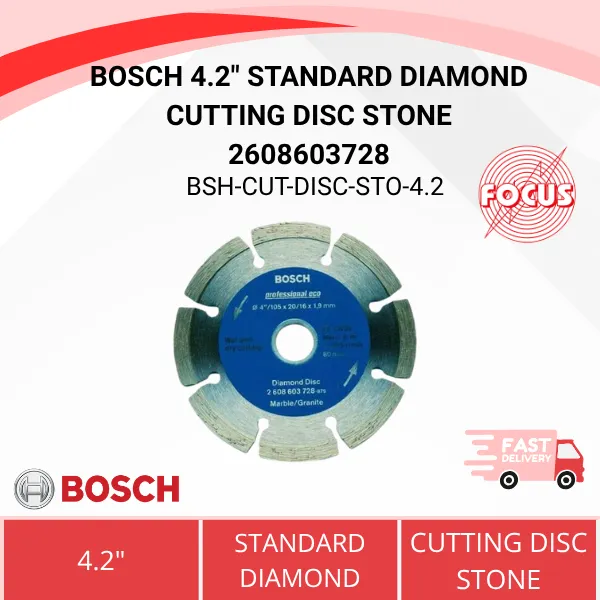 BOSCH 4.2" STANDARD DIAMOND
CUTTING DISC STONE
2608603728
BSH-CUT-DISC-STO-4.2
FOCUS
BOSCH
professional eco
Ø 4"/105 x 20/16 x 1,9 mm
Diamond Disc
2 608 603 728
Marble/Granite
FAST
DELIVERY
BOSCH
4.2"
STANDARD
DIAMOND
CUTTING DISC
STONE